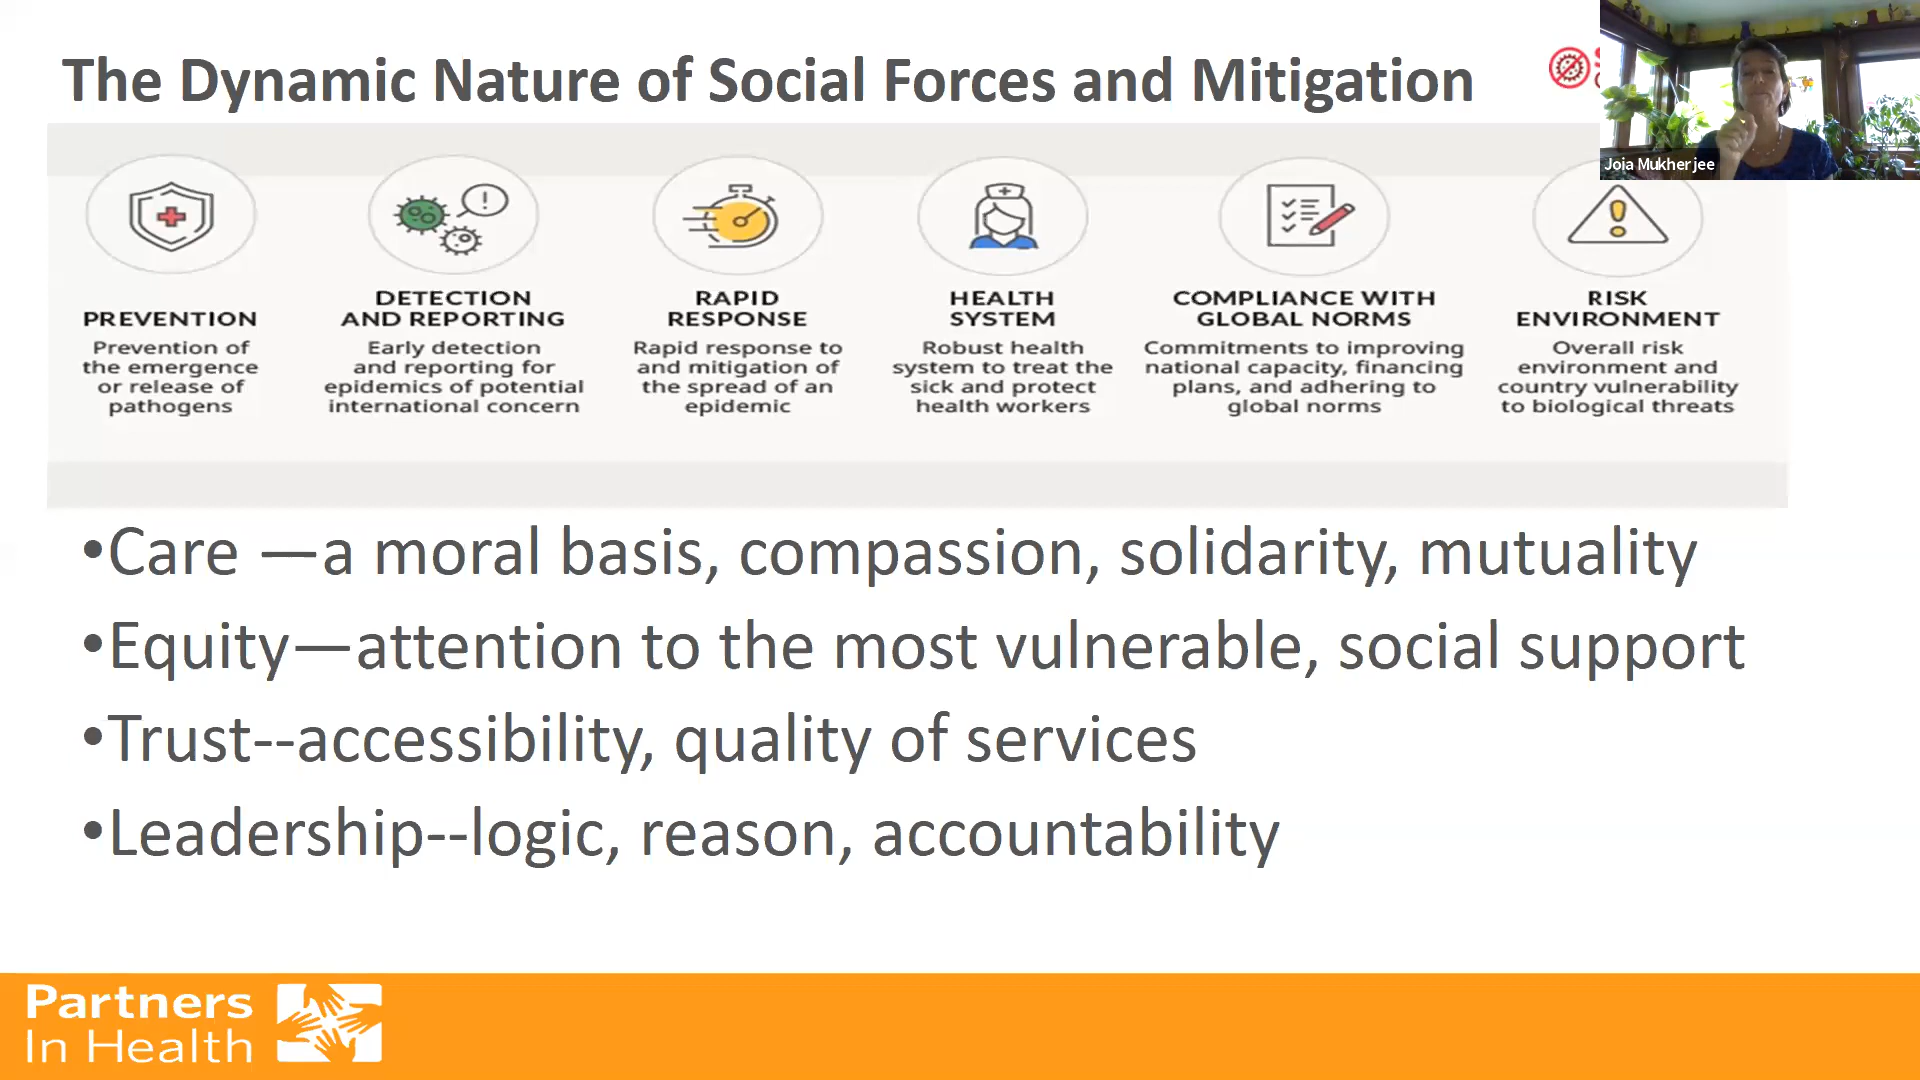 The Dynamic Nature of Social Forces and Mitigation
Joia Mukherjee
PREVENTION
Prevention of
the emergence
or release of
pathogens
DETECTION
AND REPORTING
Early detection
and reporting for
epidemics of potential
international concern
RAPID
RESPONSE
Rapid response to
and mitigation of
the spread of an
epidemic
HEALTH
SYSTEM
Robust health
system to treat the
sick and protect
health workers
COMPLIANCE WITH
GLOBAL NORMS
Commitments to improving
national capacity, financing
plans, and adhering to
global norms
RISK
ENVIRONMENT
Overall risk
environment and
country vulnerability
to biological threats
•Care —a moral basis, compassion, solidarity, mutuality
•Equity—attention to the most vulnerable, social support
•Trust--accessibility, quality of services
•Leadership--logic, reason, accountability
Partners
In Health